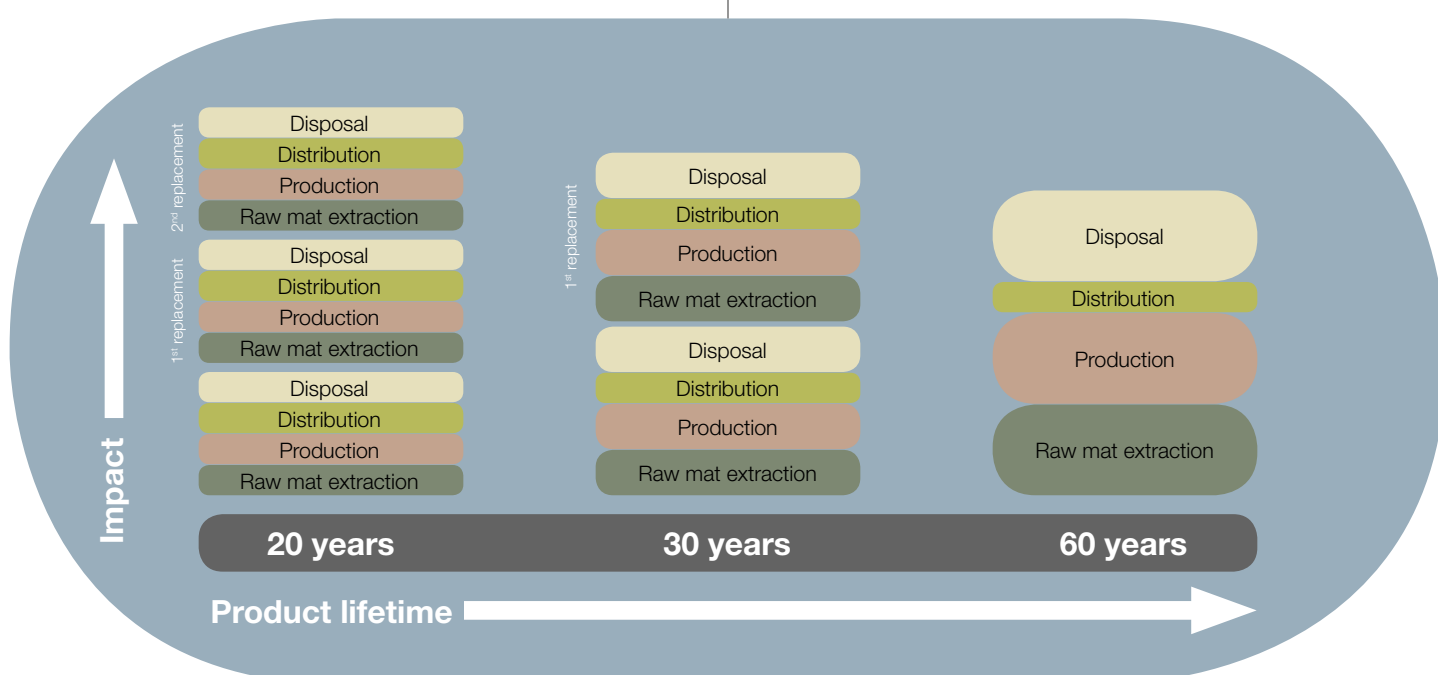 Impact
2nd replacement
Disposal
Distribution
Production
Raw mat extraction
1st replacement
Disposal
Distribution
Production
Raw mat extraction
Disposal
Distribution
Production
Raw mat extraction
1st replacement
Disposal
Distribution
Production
Raw mat extraction
Disposal
Distribution
Production
Raw mat extraction
Disposal
Distribution
Production
Raw mat extraction
20 years
30 years
60 years
Product lifetime